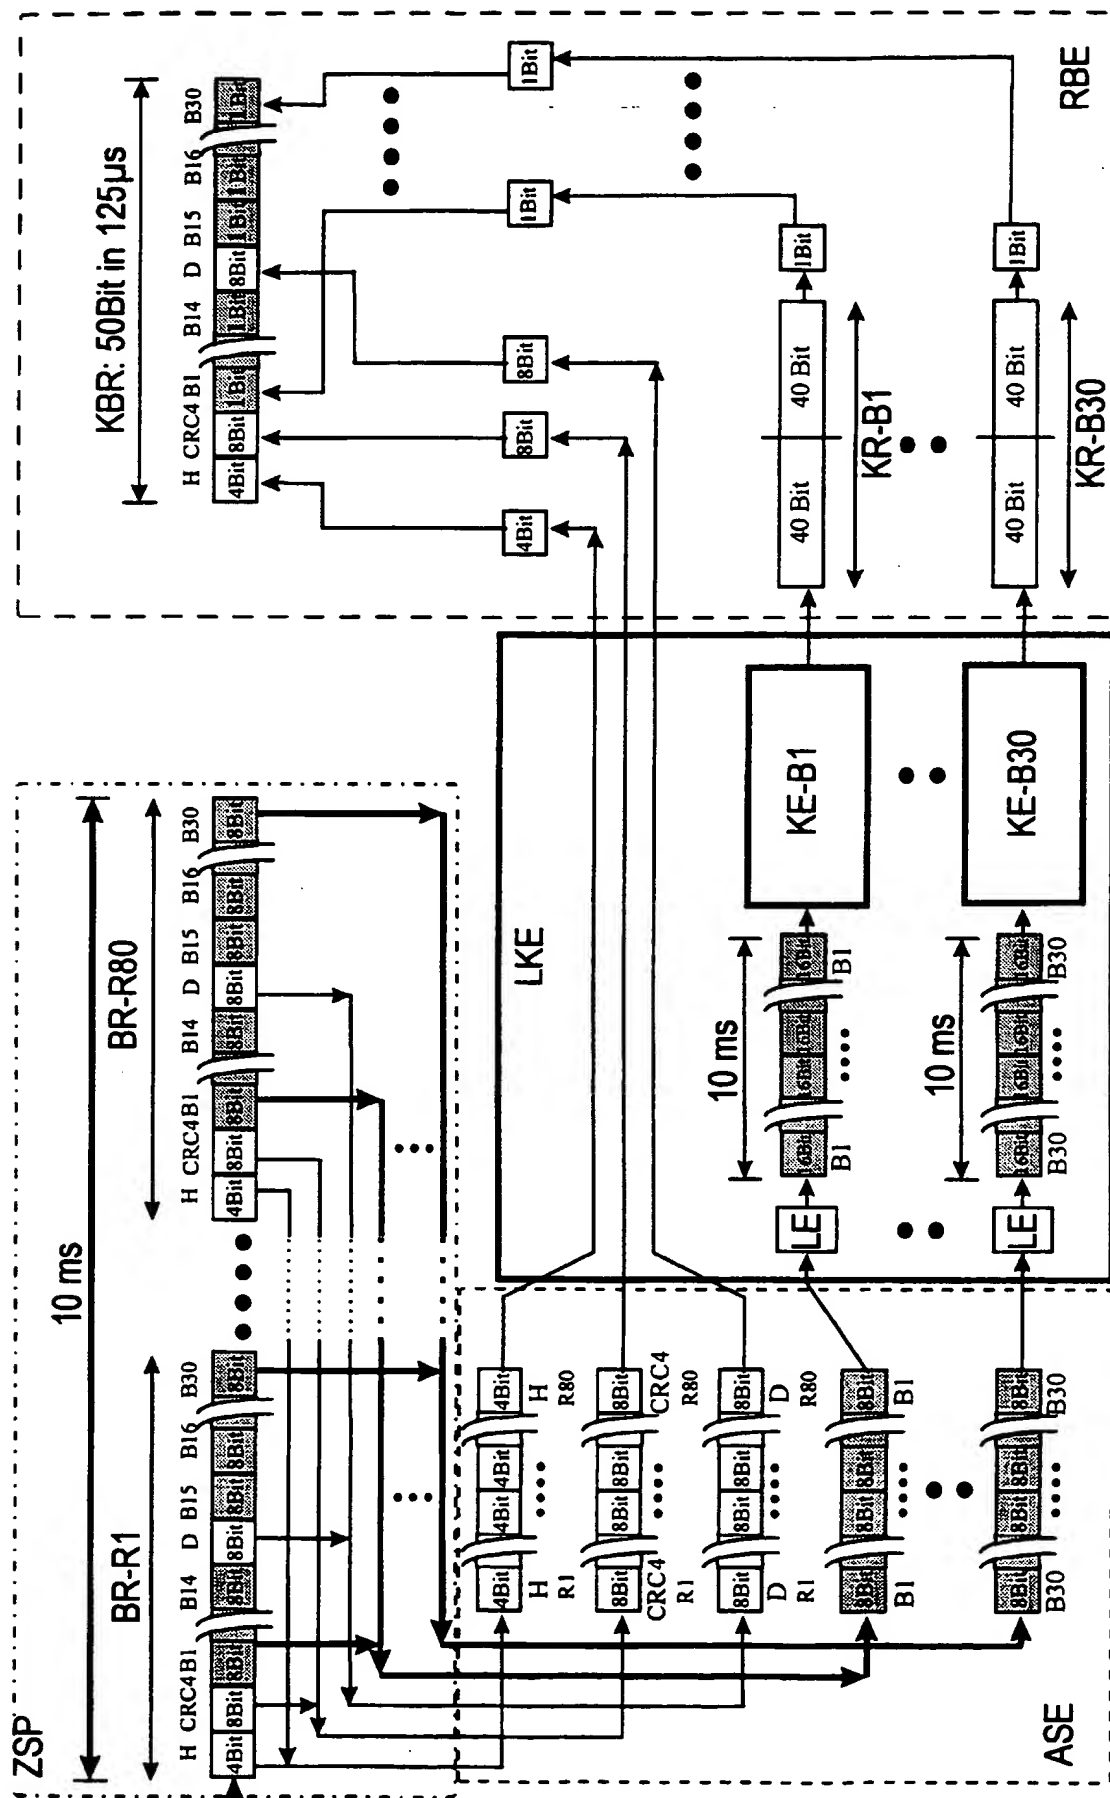 ZSP
10 ms
BR-R1
H CRC4 B1 B14 D B15 B16 B30
4Bit 8Bit 8Bit 8Bit 8Bit 8Bit 8Bit 8Bit
BR-R80
H CRC4 B1 B14 D B15 B16 B30
4Bit 8Bit 8Bit 8Bit 8Bit 8Bit 8Bit 8Bit
KBR: 50Bit in 125µs
H CRC4 B1 B14 D B15 B16 B30
4Bit 8Bit 1Bit 1Bit 8Bit 1Bit 1Bit 1Bit
4Bit 4Bit 4Bit 4Bit
H H
R1 R80
8Bit 8Bit 8Bit 8Bit
CRC4 CRC4
R1 R80
8Bit 8Bit 8Bit 8Bit
D D
R1 R80
8Bit 8Bit 8Bit 8Bit
B1 B1
8Bit 8Bit 8Bit 8Bit
B30 B30
ASE
LKE
LE
10 ms
16Bit 16Bit 16Bit 16Bit
B1 B1
KE-B1
LE
10 ms
16Bit 16Bit 16Bit 16Bit
B30 B30
KE-B30
4Bit 8Bit 8Bit 1Bit 1Bit
40 Bit 40 Bit 1Bit
KR-B1
40 Bit 40 Bit 1Bit
KR-B30
RBE